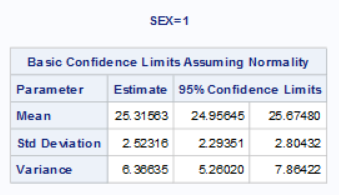 SEX=1
Basic Confidence Limits Assuming Normality
Parameter Estimate 95% Confidence Limits
Mean 25.31563 24.95645 25.67480
Std Deviation 2.52316 2.29351 2.80432
Variance 6.36635 5.26020 7.86422